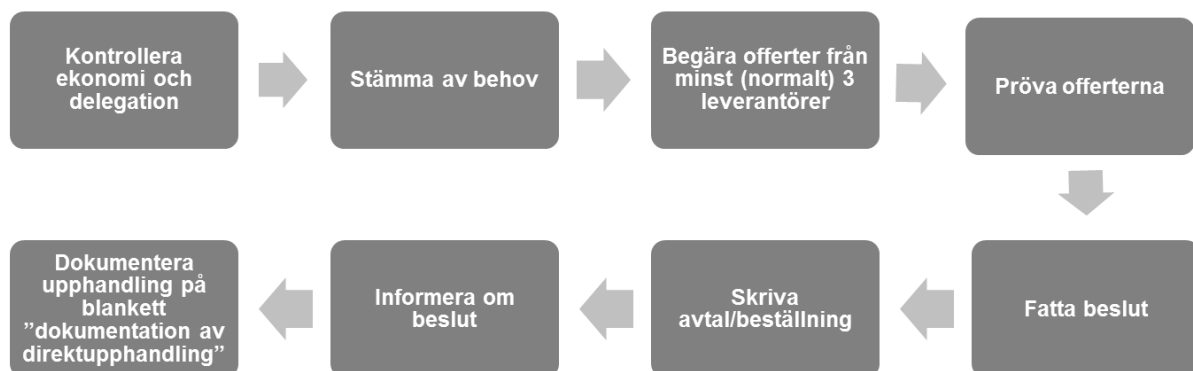 Kontrollera
ekonomi och
delegation
Stämma av behov
Begära offerter från
minst (normalt) 3
leverantörer
Pröva offerterna
Fatta beslut
Skriva
avtal/beställning
Informera om
beslut
Dokumentera
upphandling på
blankett
”dokumentation av
direktupphandling”